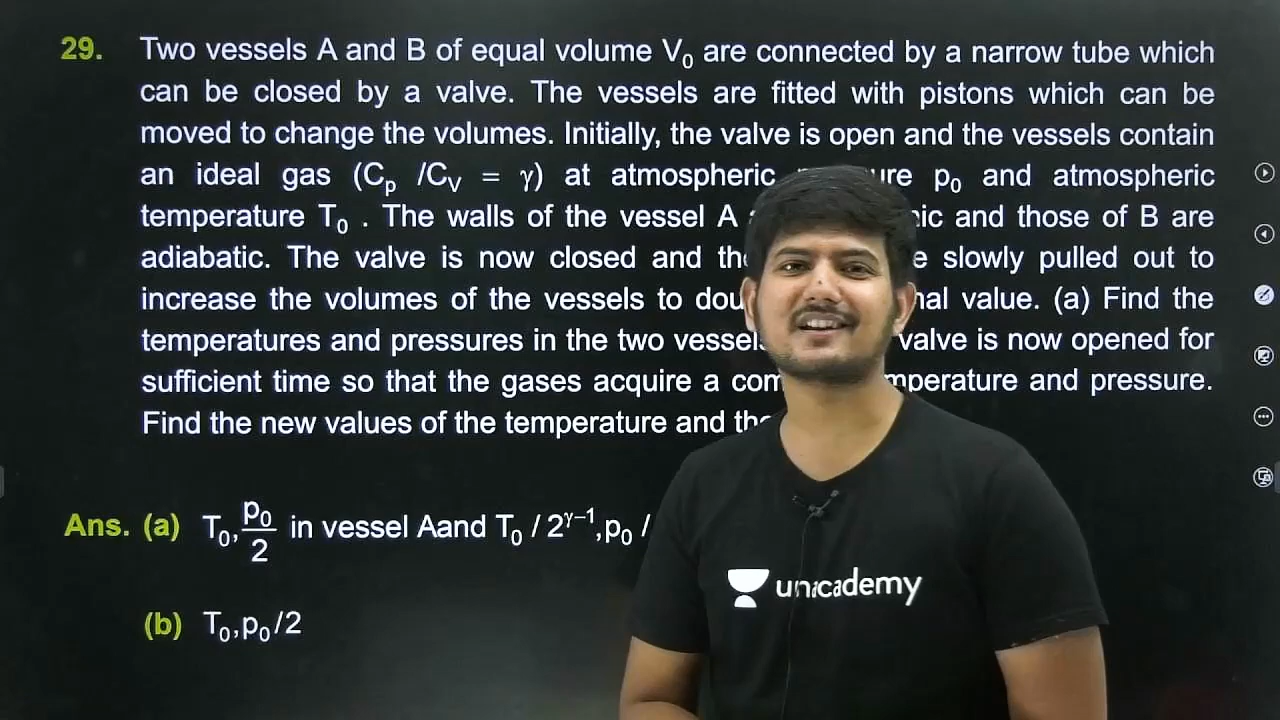 29. Two vessels A and B of equal volume V₀ are connected by a narrow tube which
can be closed by a valve. The vessels are fitted with pistons which can be
moved to change the volumes. Initially, the valve is open and the vessels contain
an ideal gas (Cₚ /Cᵥ = γ) at atmospheric p₀ and atmospheric
temperature T₀ . The walls of the vessel A and those of B are
adiabatic. The valve is now closed and the slowly pulled out to
increase the volumes of the vessels to value. (a) Find the
temperatures and pressures in the two vessels valve is now opened for
sufficient time so that the gases acquire a and pressure.
Find the new values of the temperature and
Ans. (a) T₀, p₀/2 in vessel Aand T₀ / 2^γ−1, p₀ /
(b) T₀,p₀/2
unacademy